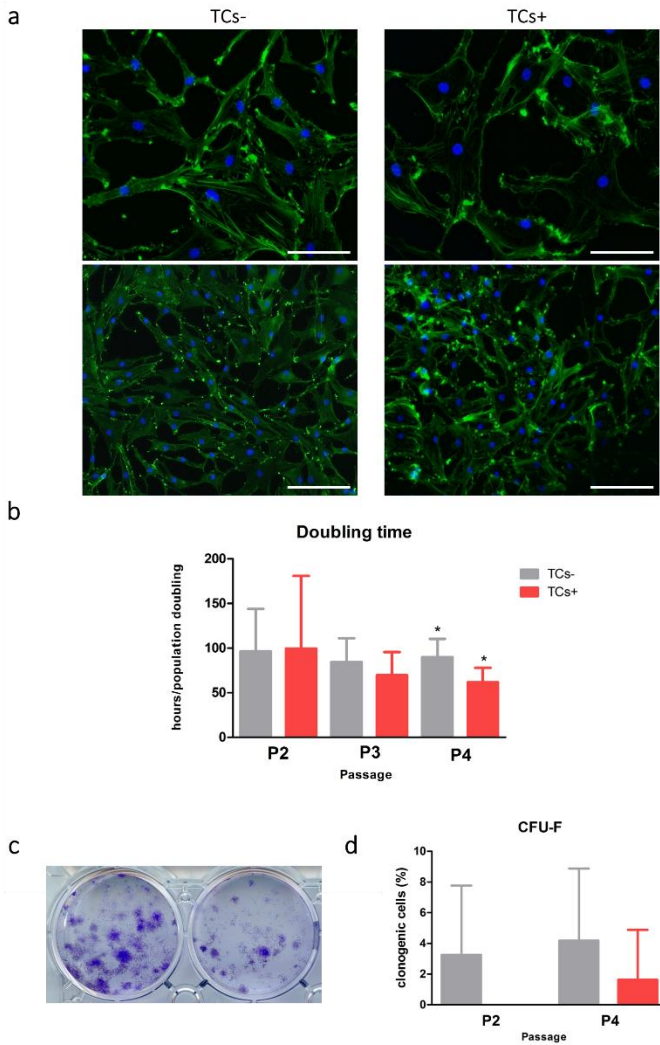 a
TCs-
TCs+
b
Doubling time
hours/population doubling
200
150
100
50
0
P2
P3
P4
Passage
*
*
TCs-
TCs+
c
d
CFU-F
clonogenic cells (%)
10
8
6
4
2
0
P2
P4
Passage